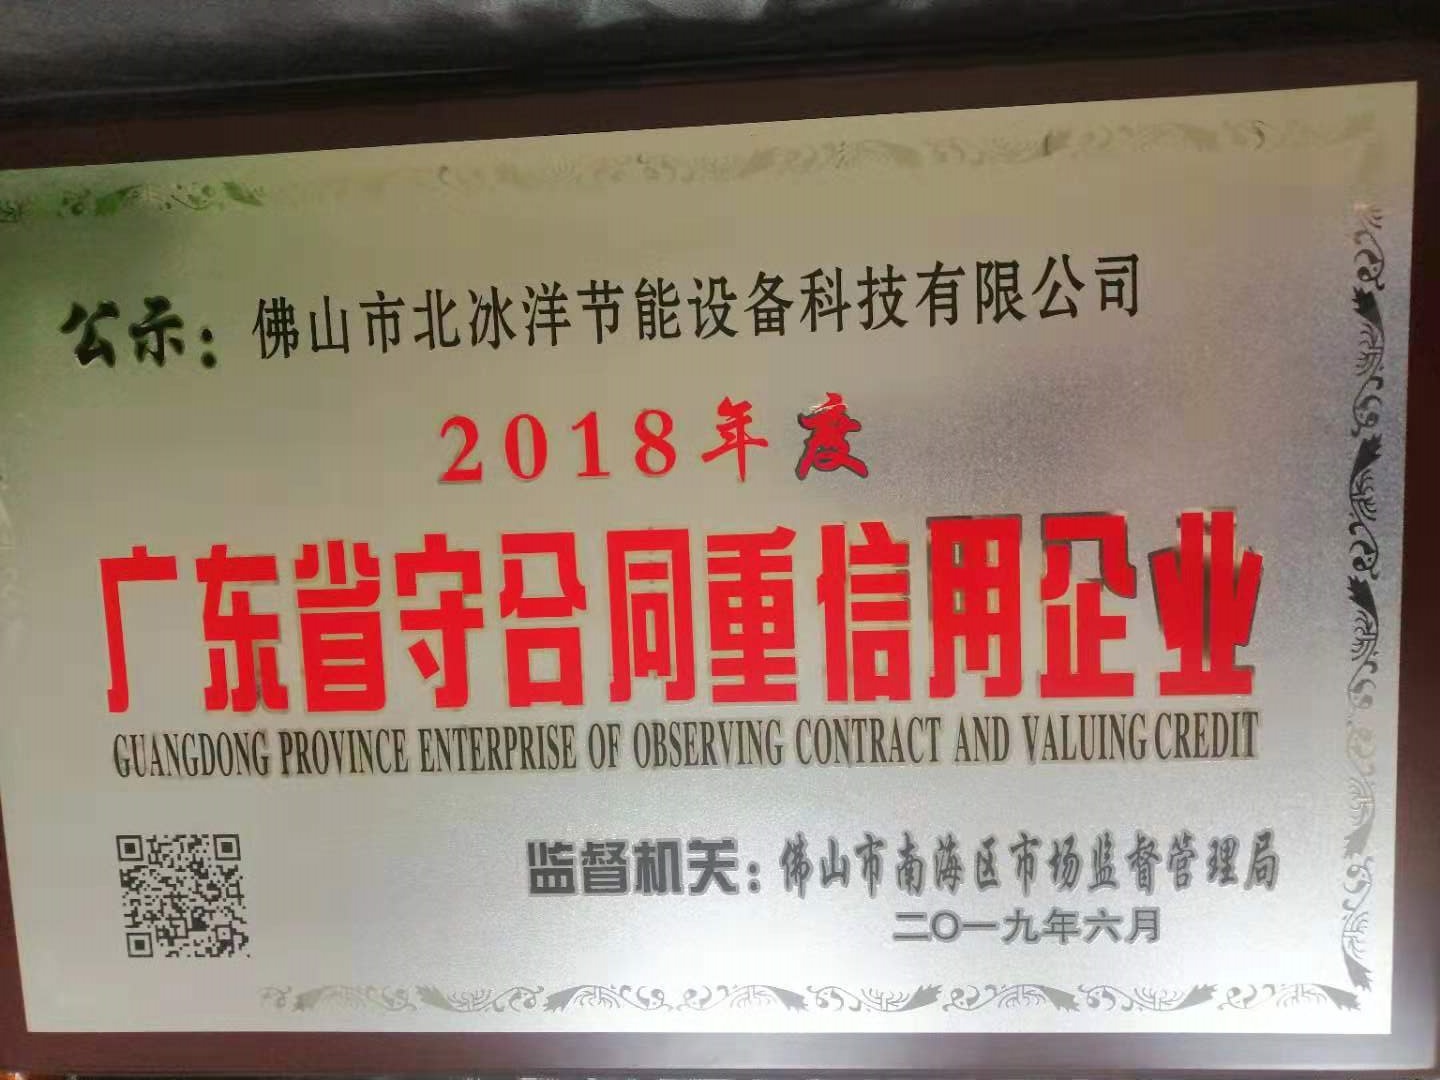 公示：佛山市北冰洋节能设备科技有限公司
2018年度
广东省守合同重信用企业
GUANGDONG PROVINCE ENTERPRISE OF OBSERVING CONTRACT AND VALUING CREDIT
监督机关：佛山市南海区市场监督管理局
二〇一九年六月